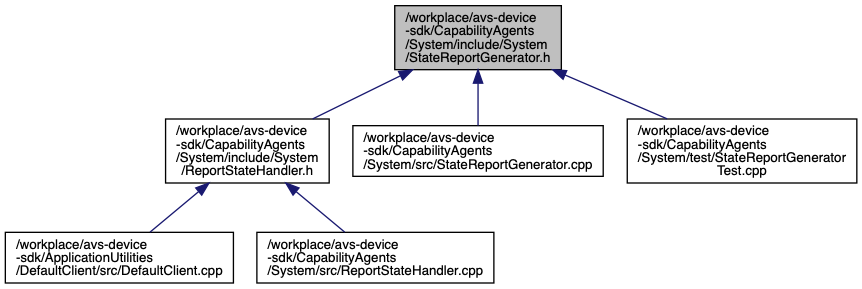 /workplace/avs-device
-sdk/CapabilityAgents
/System/include/System
/StateReportGenerator.h
/workplace/avs-device
-sdk/CapabilityAgents
/System/include/System
/ReportStateHandler.h
/workplace/avs-device
-sdk/CapabilityAgents
/System/src/StateReportGenerator.cpp
/workplace/avs-device
-sdk/CapabilityAgents
/System/test/StateReportGenerator
Test.cpp
/workplace/avs-device
-sdk/ApplicationUtilities
/DefaultClient/src/DefaultClient.cpp
/workplace/avs-device
-sdk/CapabilityAgents
/System/src/ReportStateHandler.cpp